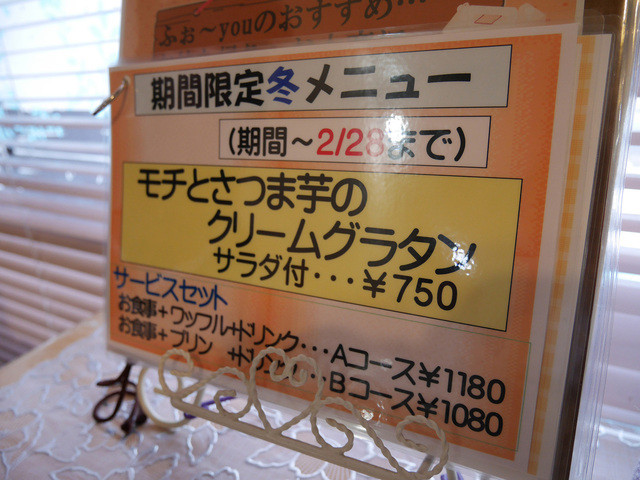 ふぉ〜youのおすすめ…
期間限定冬メニュー
(期間〜2/28まで)
モチとさつま芋の
クリームグラタン
サラダ付・・・¥750
サービスセット
お食事+ワッフル+ドリンク・・・Aコース¥1180
お食事+プリン +ドリンク・・・Bコース¥1080